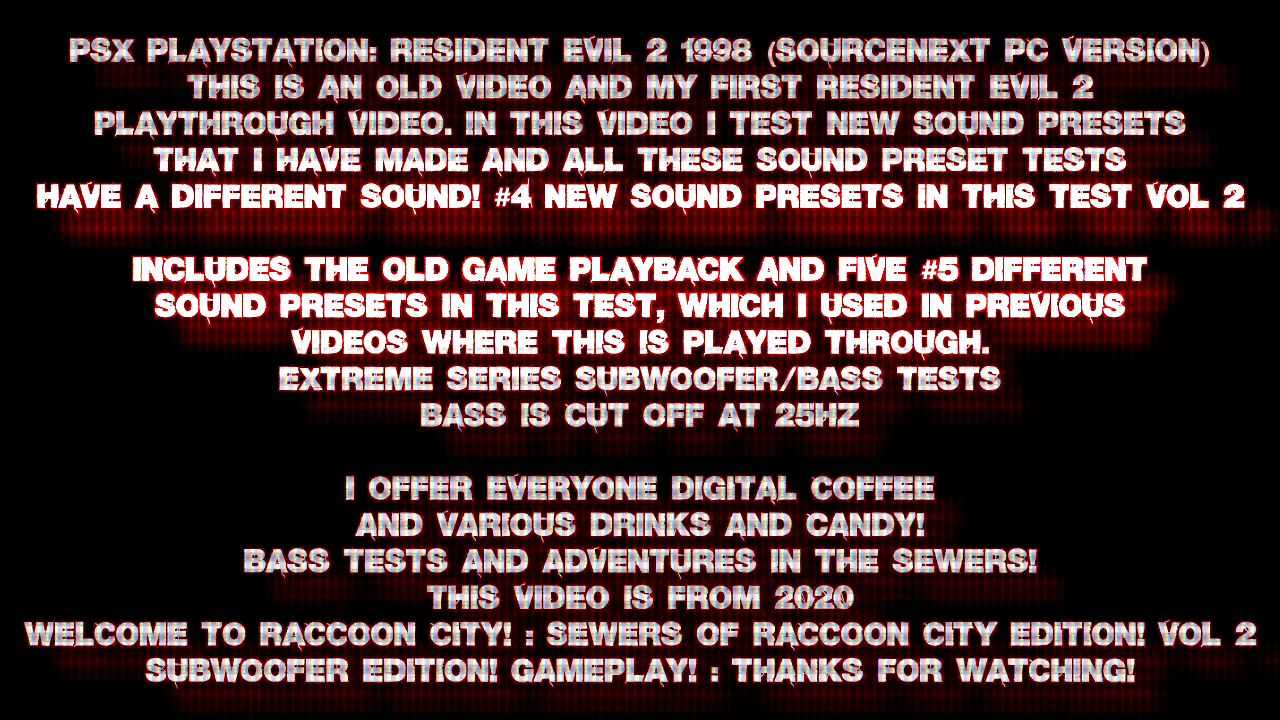 PSX PLAYSTATION: RESIDENT EVIL 2 1998 (SOURCENEXT PC VERSION)
THIS IS AN OLD VIDEO AND MY FIRST RESIDENT EVIL 2
PLAYTHROUGH VIDEO. IN THIS VIDEO I TEST NEW SOUND PRESETS
THAT I HAVE MADE AND ALL THESE SOUND PRESET TESTS
HAVE A DIFFERENT SOUND! #4 NEW SOUND PRESETS IN THIS TEST VOL 2
INCLUDES THE OLD GAME PLAYBACK AND FIVE #5 DIFFERENT
SOUND PRESETS IN THIS TEST, WHICH I USED IN PREVIOUS
VIDEOS WHERE THIS IS PLAYED THROUGH.
EXTREME SERIES SUBWOOFER/BASS TESTS
BASS IS CUT OFF AT 25HZ
I OFFER EVERYONE DIGITAL COFFEE
AND VARIOUS DRINKS AND CANDY!
BASS TESTS AND ADVENTURES IN THE SEWERS!
THIS VIDEO IS FROM 2020
WELCOME TO RACCOON CITY! : SEWERS OF RACCOON CITY EDITION! VOL 2
SUBWOOFER EDITION! GAMEPLAY! : THANKS FOR WATCHING!